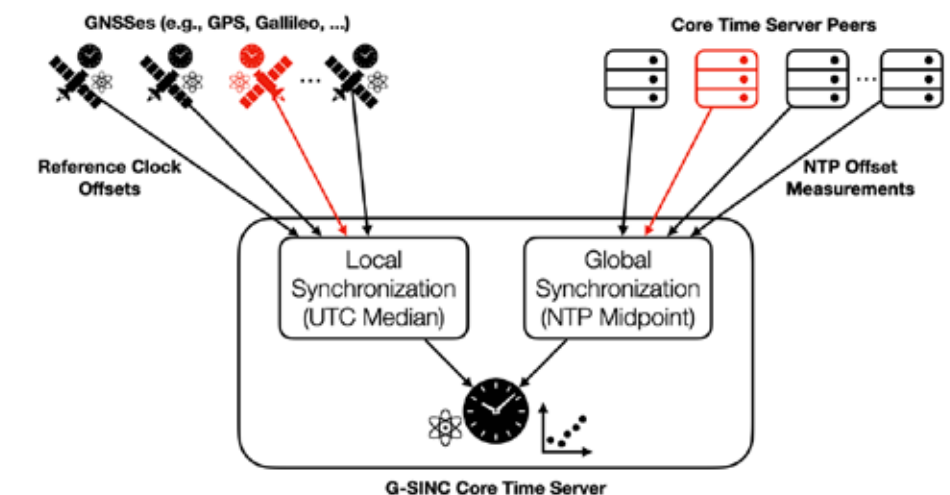 GNSSes (e.g., GPS, Gallileo, ...)
Core Time Server Peers
...
...
Reference Clock
Offsets
NTP Offset
Measurements
Local
Synchronization
(UTC Median)
Global
Synchronization
(NTP Midpoint)
G-SINC Core Time Server